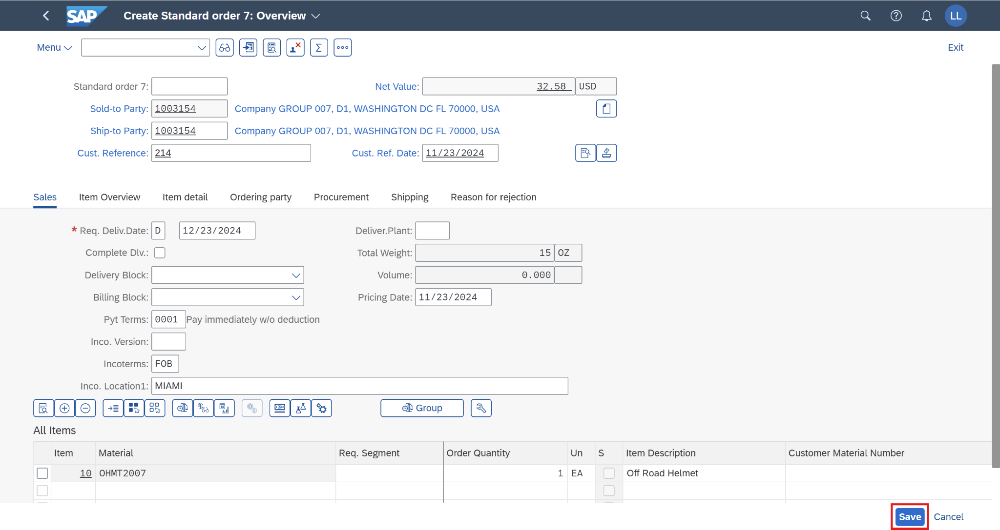 SAP Create Standard order 7: Overview LL
Menu Exit
Standard order 7: Net Value: 32.58 USD
Sold-to Party: 1003154 Company GROUP 007, D1, WASHINGTON DC FL 70000, USA
Ship-to Party: 1003154 Company GROUP 007, D1, WASHINGTON DC FL 70000, USA
Cust. Reference: 214 Cust. Ref. Date: 11/23/2024
Sales Item Overview Item detail Ordering party Procurement Shipping Reason for rejection
* Req. Deliv.Date: D 12/23/2024 Deliver.Plant:
Complete Dlv.: Total Weight: 15 OZ
Delivery Block: Volume: 0.000
Billing Block: Pricing Date: 11/23/2024
Pyt Terms: 0001 Pay immediately w/o deduction
Inco. Version:
Incoterms: FOB
Inco. Location1: MIAMI
Group
All Items
Item Material Req. Segment Order Quantity Un S Item Description Customer Material Number
10 OHMT2007 1 EA Off Road Helmet
Save Cancel